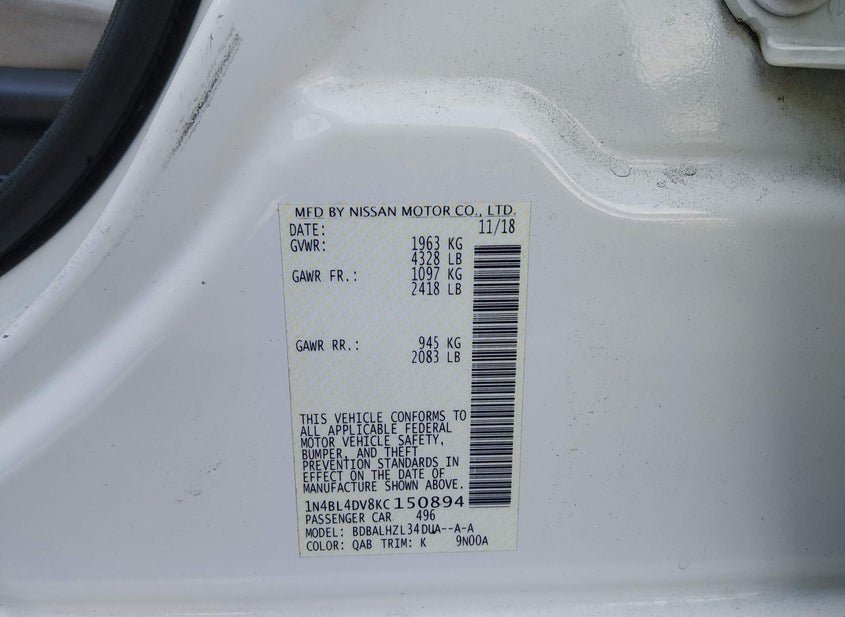 MFD BY NISSAN MOTOR CO., LTD.
DATE: 11/18
GVWR: 1963 KG
4328 LB
GAWR FR.: 1097 KG
2418 LB
GAWR RR.: 945 KG
2083 LB
THIS VEHICLE CONFORMS TO
ALL APPLICABLE FEDERAL
MOTOR VEHICLE SAFETY,
BUMPER, AND THEFT
PREVENTION STANDARDS IN
EFFECT ON THE DATE OF
MANUFACTURE SHOWN ABOVE.
1N4BL4DV8KC150894
PASSENGER CAR 496
MODEL: BDBALHZL34DUA--A-A
COLOR: QAB TRIM: K 9N00A